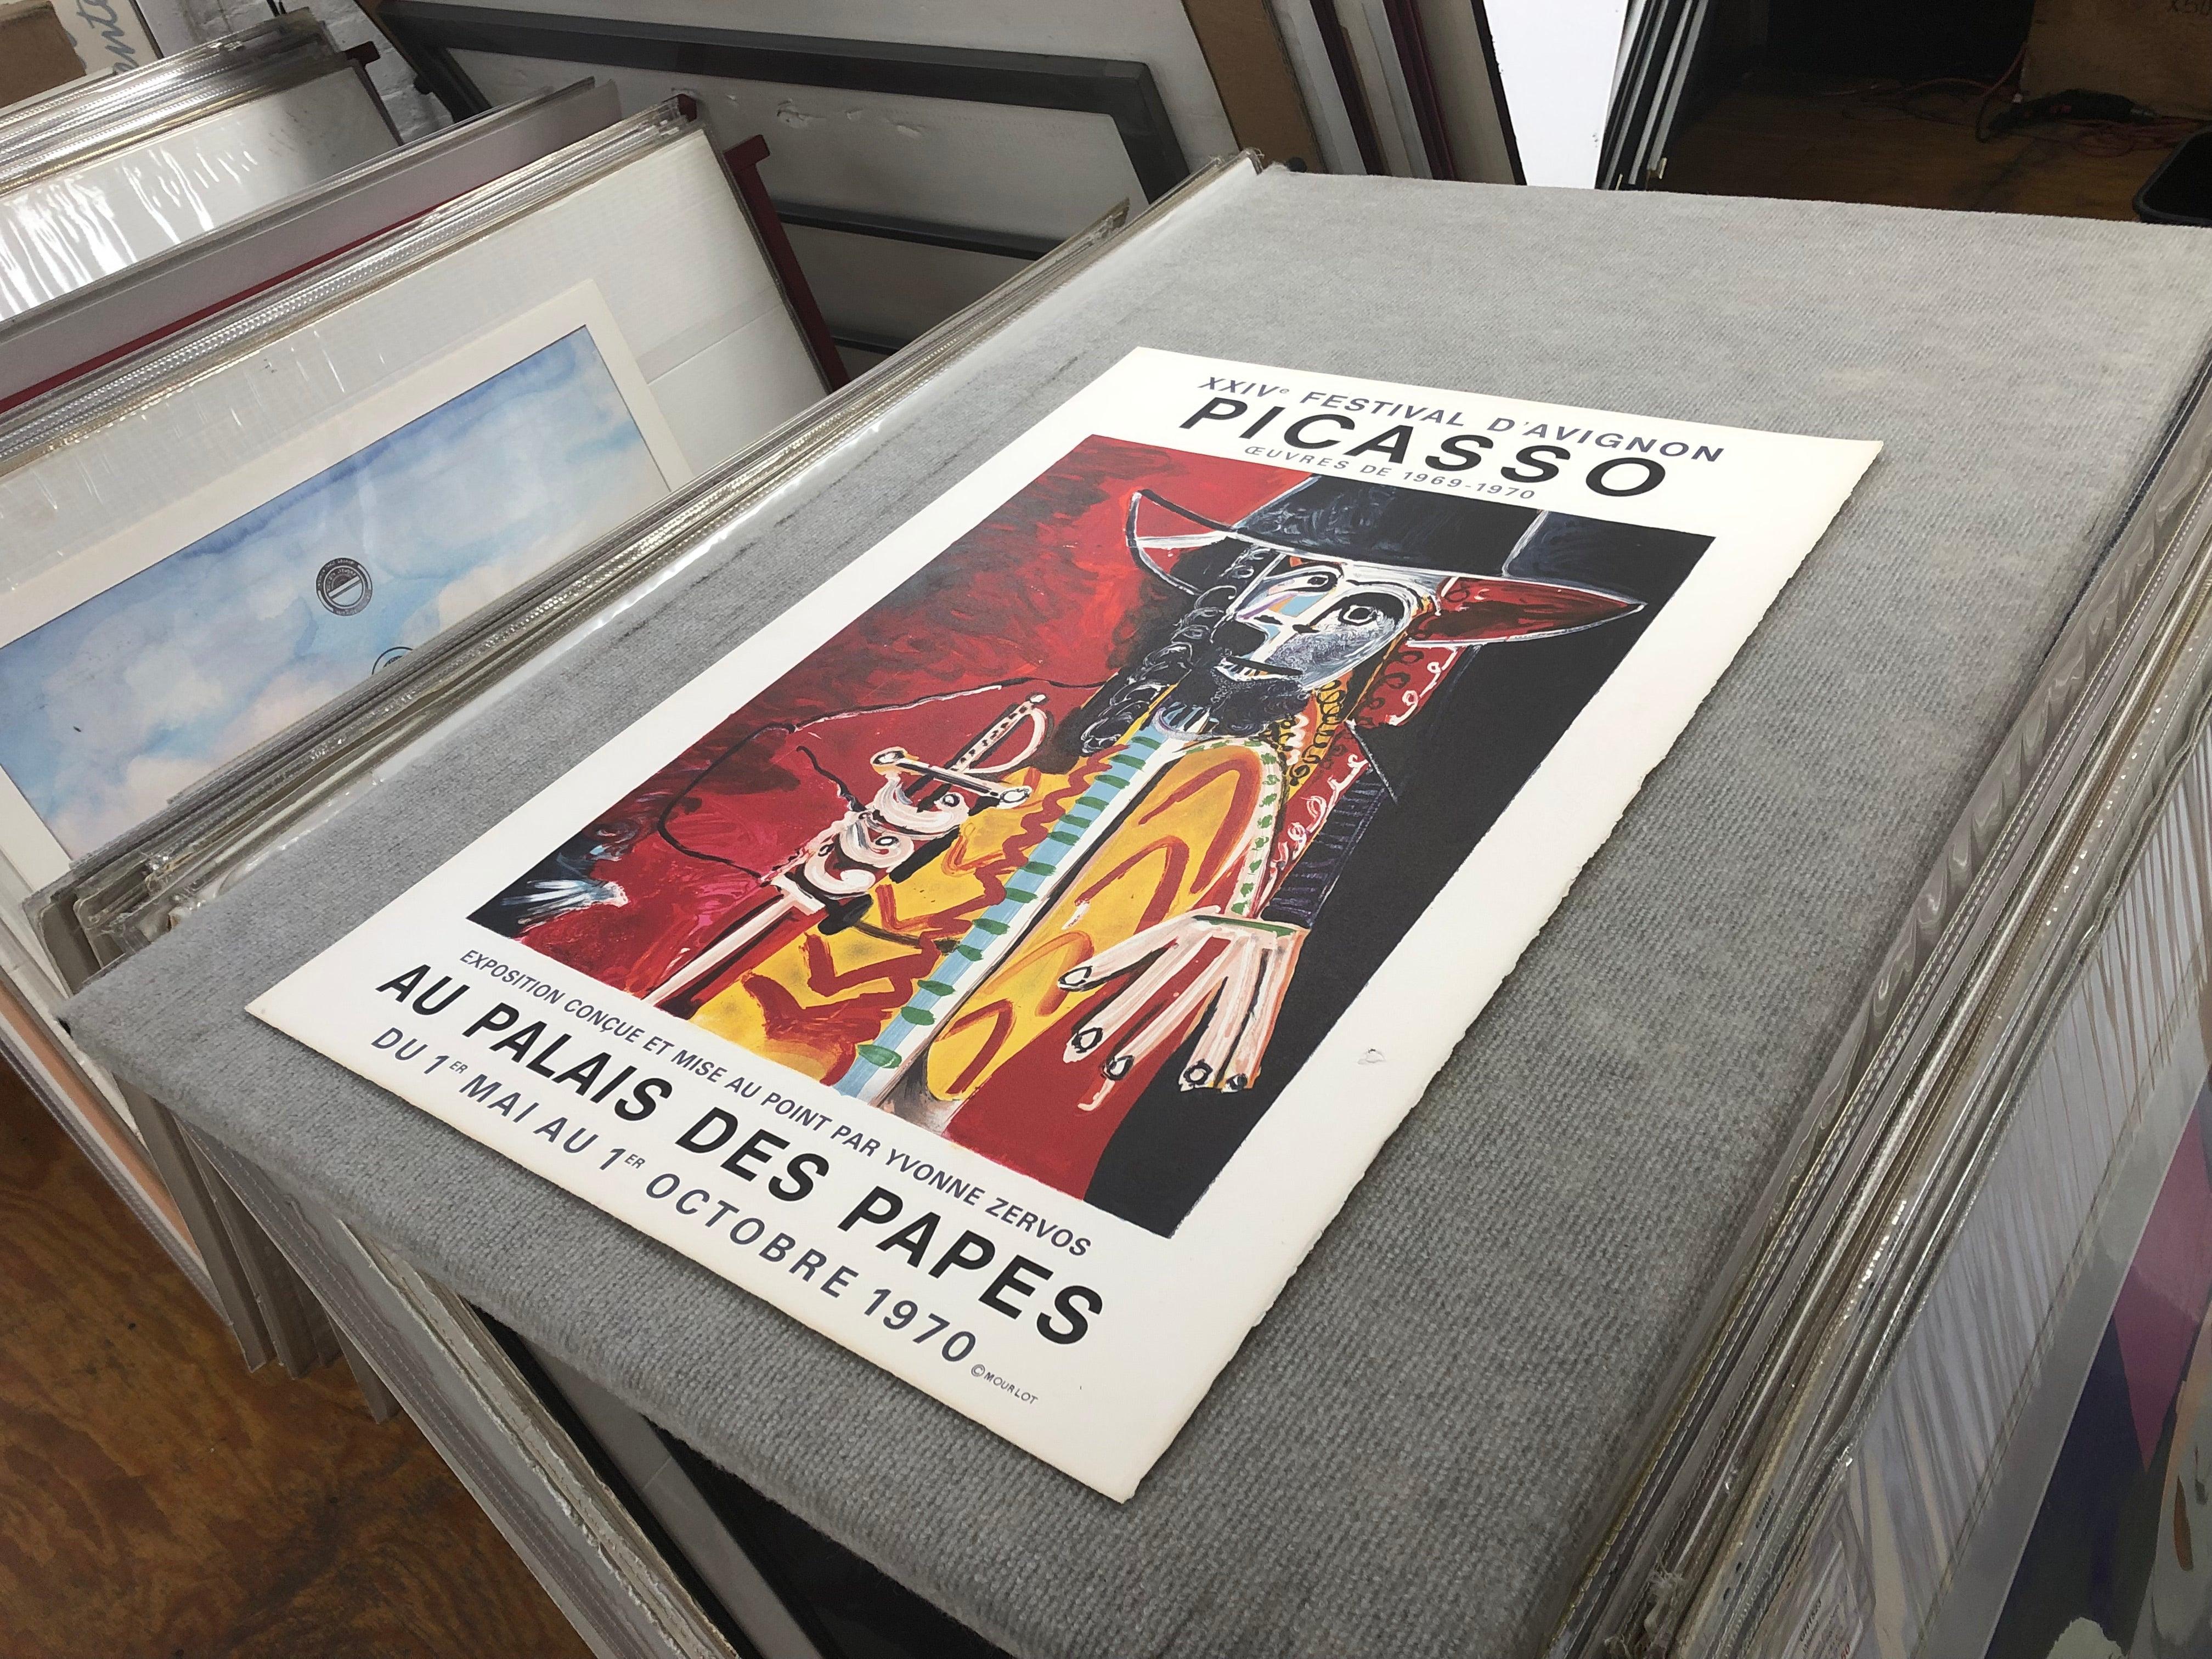 XXIVe FESTIVAL D'AVIGNON
PICASSO
ŒUVRES DE 1969-1970
EXPOSITION CONÇUE ET MISE AU POINT PAR YVONNE ZERVOS
AU PALAIS DES PAPES
DU 1ER MAI AU 1ER OCTOBRE 1970
©MOURLOT